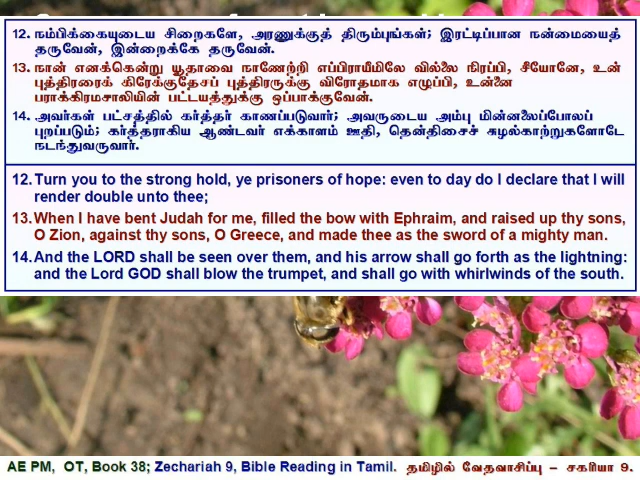 12. நம்பிக்கையுடைய சிறைகளே, அரணுக்குத் திரும்புங்கள்; இரட்டிப்பான நன்மையைத்
தருவேன், இன்றைக்கே தருவேன்.
13. நான் எனக்கென்று யூதாவை நாணேற்றி எப்பிராயீமிலே வில்லை நிரப்பி, சீயோனே, உன்
புத்திரரைக் கிரேக்குதேசப் புத்திரருக்கு விரோதமாக எழுப்பி, உன்னை
பராக்கிரமசாலியின் பட்டயத்துக்கு ஒப்பாக்குவேன்.
14. அவர்கள் பட்சத்தில் கர்த்தர் காணப்படுவார்; அவருடைய அம்பு மின்னலைப்போலப்
புறப்படும்; கர்த்தராகிய ஆண்டவர் எக்காளம் ஊதி, தென்திசைச் சுழல்காற்றுகளோடே
நடந்துவருவார்.
12. Turn you to the strong hold, ye prisoners of hope: even to day do I declare that I will
render double unto thee;
13. When I have bent Judah for me, filled the bow with Ephraim, and raised up thy sons,
O Zion, against thy sons, O Greece, and made thee as the sword of a mighty man.
14. And the LORD shall be seen over them, and his arrow shall go forth as the lightning:
and the Lord GOD shall blow the trumpet, and shall go with whirlwinds of the south.
AE PM, OT, Book 38; Zechariah 9, Bible Reading in Tamil. தமிழில் வேதவாசிப்பு – சகரியா 9.